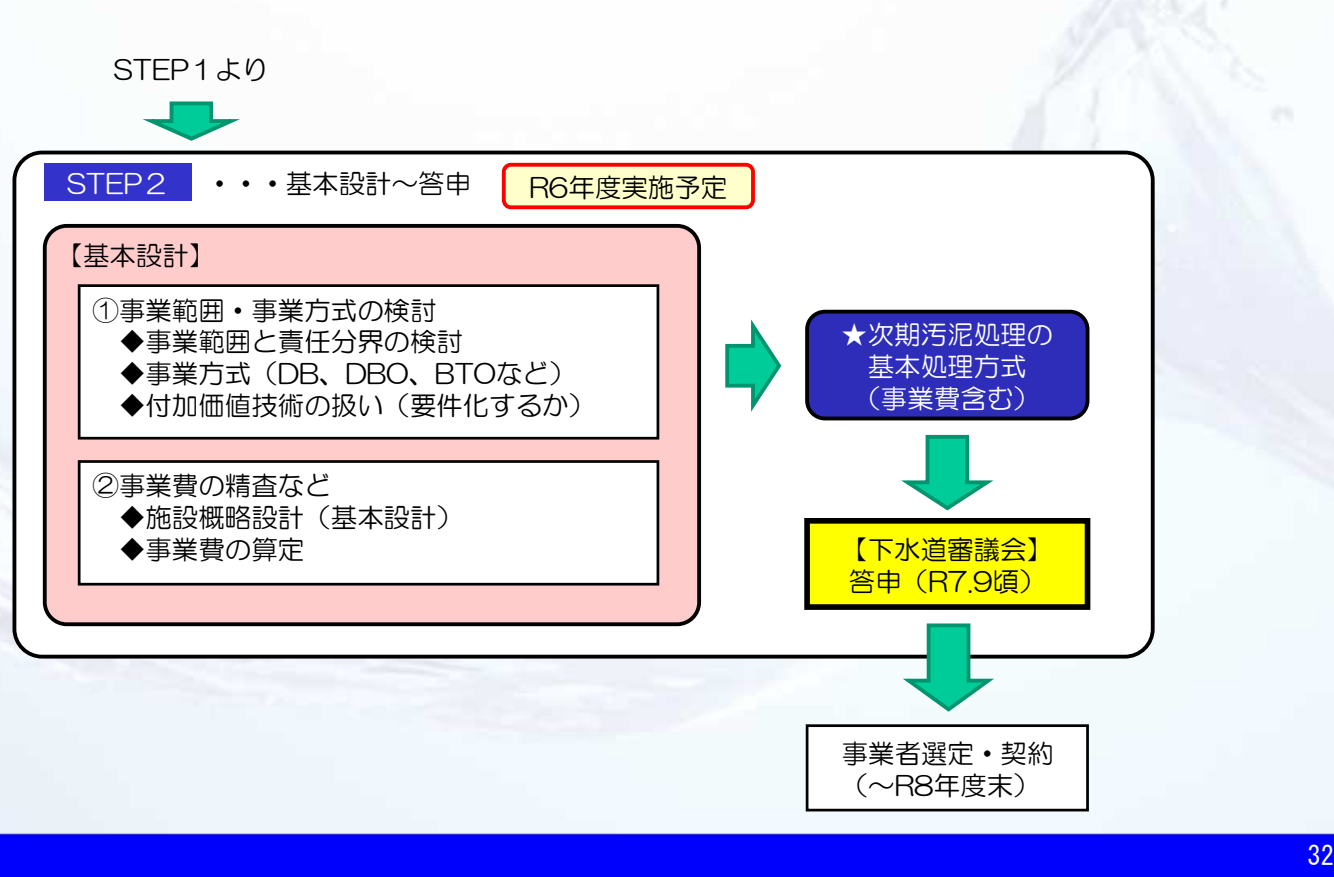 STEP1より
STEP2 ・・・基本設計～答申 R6年度実施予定
【基本設計】
①事業範囲・事業方式の検討
◆事業範囲と責任分界の検討
◆事業方式（DB、DBO、BTOなど）
◆付加価値技術の扱い（要件化するか）
②事業費の精査など
◆施設概略設計（基本設計）
◆事業費の算定
★次期汚泥処理の
基本処理方式
（事業費含む）
【下水道審議会】
答申（R7.9頃）
事業者選定・契約
（～R8年度末）
32